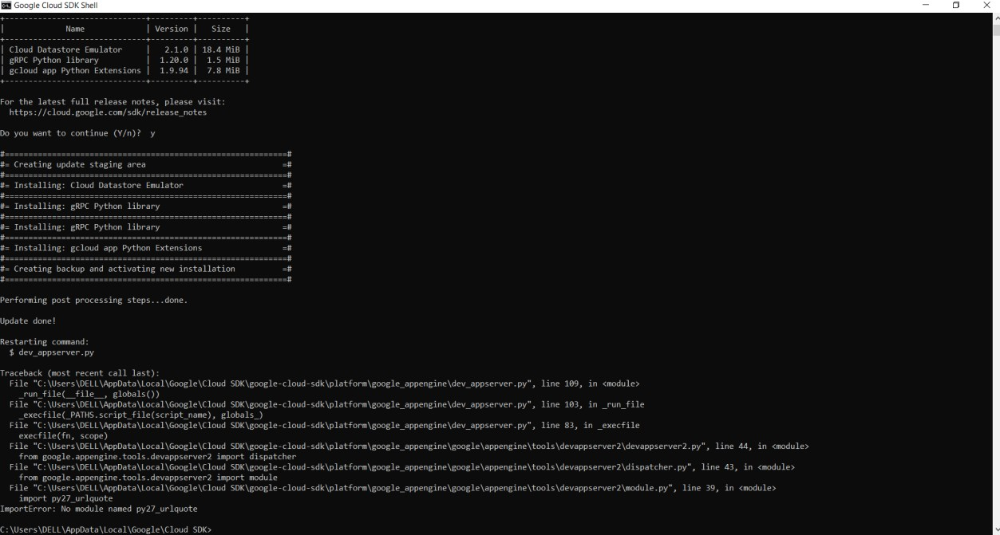 Google Cloud SDK Shell
+------------------------------+---------+----------+
| Name | Version | Size |
+------------------------------+---------+----------+
| Cloud Datastore Emulator | 2.1.0 | 18.4 MiB |
| gRPC Python library | 1.20.0 | 1.5 MiB |
| gcloud app Python Extensions | 1.9.94 | 7.8 MiB |
+------------------------------+---------+----------+
For the latest full release notes, please visit:
https://cloud.google.com/sdk/release_notes
Do you want to continue (Y/n)? y
#============================================================#
#= Creating update staging area =#
#============================================================#
#= Installing: Cloud Datastore Emulator =#
#============================================================#
#= Installing: gRPC Python library =#
#============================================================#
#= Installing: gRPC Python library =#
#============================================================#
#= Installing: gcloud app Python Extensions =#
#============================================================#
#= Creating backup and activating new installation =#
#============================================================#
Performing post processing steps...done.
Update done!
Restarting command:
$ dev_appserver.py
Traceback (most recent call last):
File "C:\Users\DELL\AppData\Local\Google\Cloud SDK\google-cloud-sdk\platform\google_appengine\dev_appserver.py", line 109, in <module>
_run_file(__file__, globals())
File "C:\Users\DELL\AppData\Local\Google\Cloud SDK\google-cloud-sdk\platform\google_appengine\dev_appserver.py", line 103, in _run_file
_execfile(_PATHS.script_file(script_name), globals_)
File "C:\Users\DELL\AppData\Local\Google\Cloud SDK\google-cloud-sdk\platform\google_appengine\dev_appserver.py", line 83, in _execfile
execfile(fn, scope)
File "C:\Users\DELL\AppData\Local\Google\Cloud SDK\google-cloud-sdk\platform\google_appengine\google\appengine\tools\devappserver2\devappserver2.py", line 44, in <module>
from google.appengine.tools.devappserver2 import dispatcher
File "C:\Users\DELL\AppData\Local\Google\Cloud SDK\google-cloud-sdk\platform\google_appengine\google\appengine\tools\devappserver2\dispatcher.py", line 43, in <module>
from google.appengine.tools.devappserver2 import module
File "C:\Users\DELL\AppData\Local\Google\Cloud SDK\google-cloud-sdk\platform\google_appengine\google\appengine\tools\devappserver2\module.py", line 39, in <module>
import py27_urlquote
ImportError: No module named py27_urlquote
C:\Users\DELL\AppData\Local\Google\Cloud SDK>